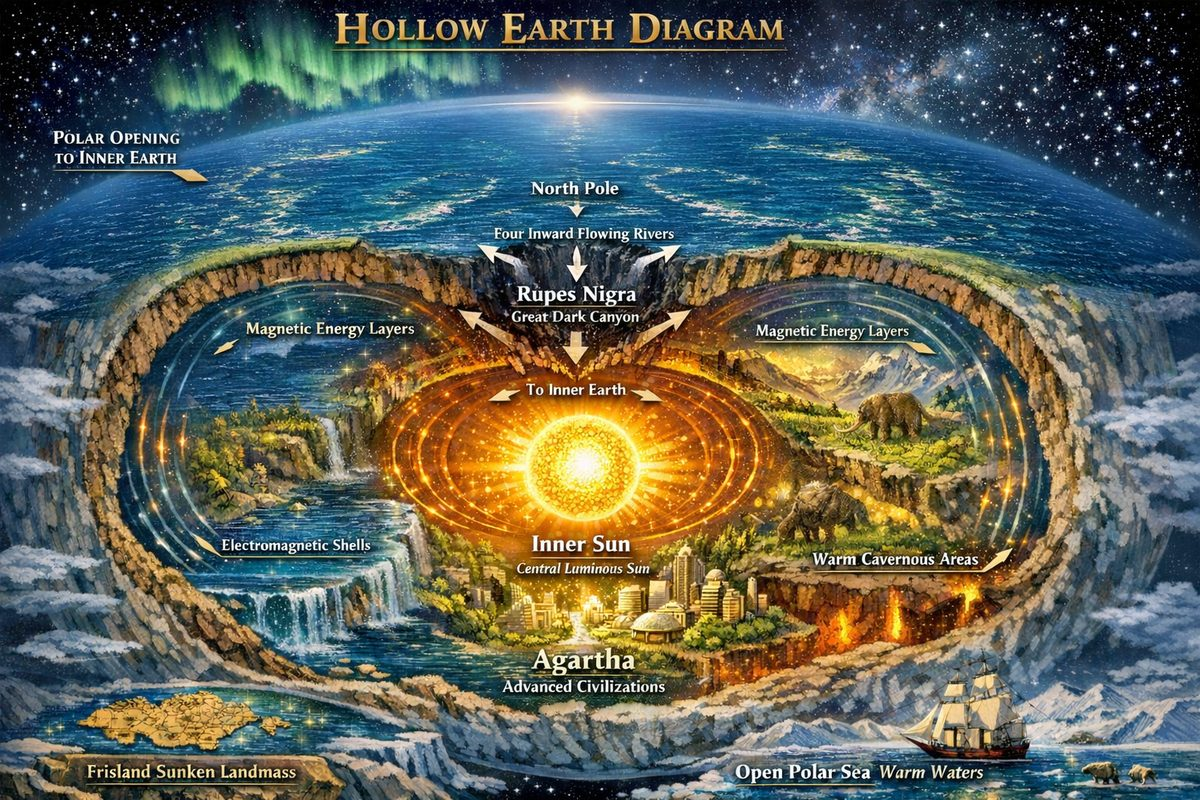 HOLLOW EARTH DIAGRAM
POLAR OPENING
TO INNER EARTH
North Pole
Four Inward Flowing Rivers
RUPES NIGRA
Great Dark Canyon
Magnetic Energy Layers
Magnetic Energy Layers
To Inner Earth
Electromagnetic Shells
Inner Sun
Central Luminous Sun
Warm Cavernous Areas
Agartha
Advanced Civilizations
Frisland Sunken Landmass
Open Polar Sea Warm Waters